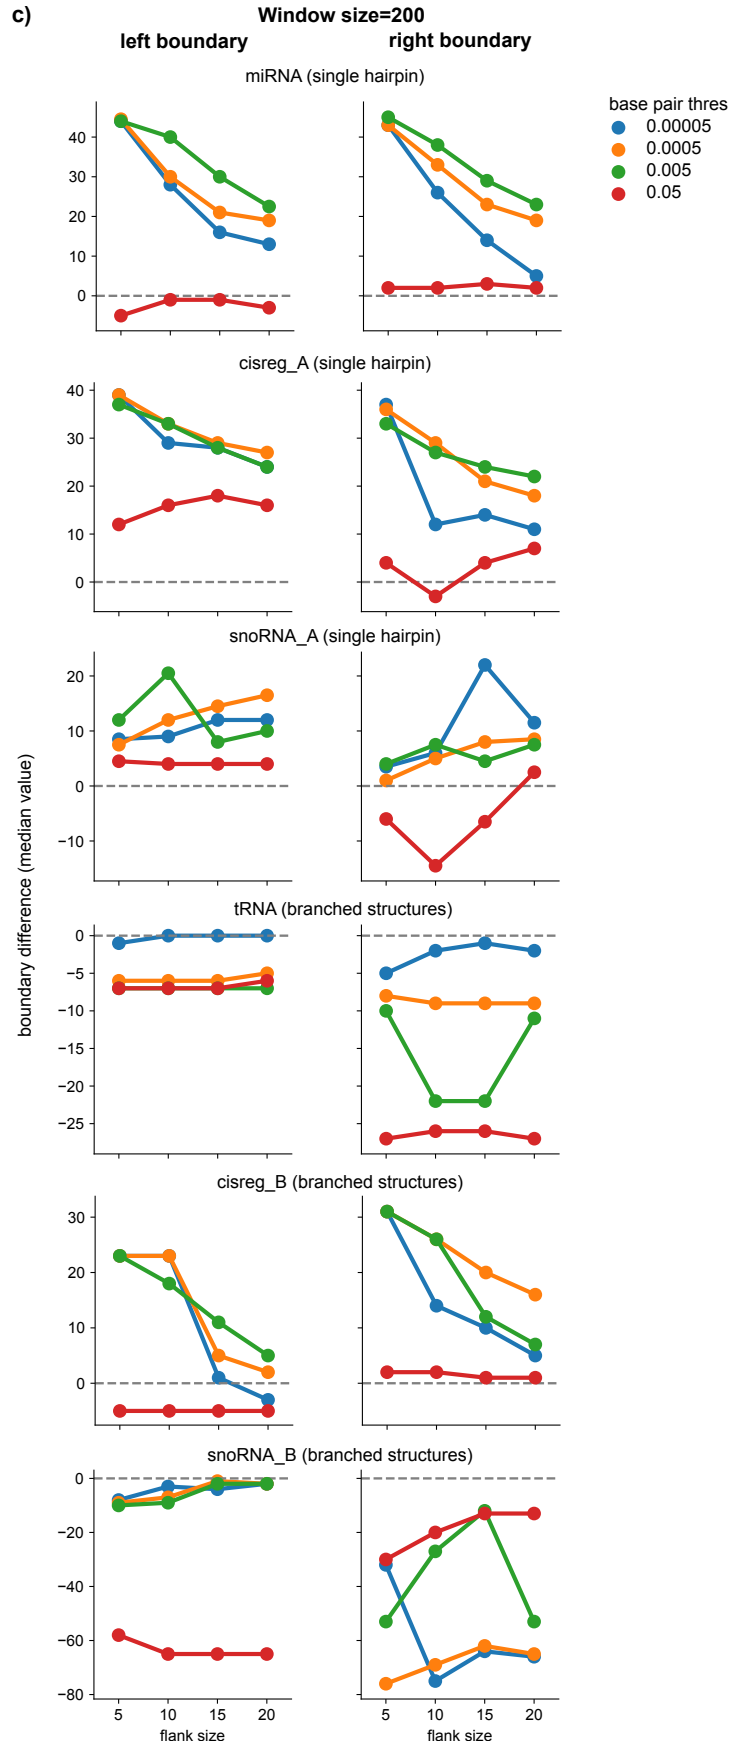 c)
Window size=200
left boundary
right boundary
miRNA (single hairpin)
base pair thres
0.00005
0.0005
0.005
0.05
40
30
20
10
0
cisreg_A (single hairpin)
40
30
20
10
0
snoRNA_A (single hairpin)
20
10
0
−10
boundary difference (median value)
tRNA (branched structures)
0
−5
−10
−15
−20
−25
cisreg_B (branched structures)
30
20
10
0
snoRNA_B (branched structures)
0
−20
−40
−60
−80
5 10 15 20
5 10 15 20
flank size
flank size